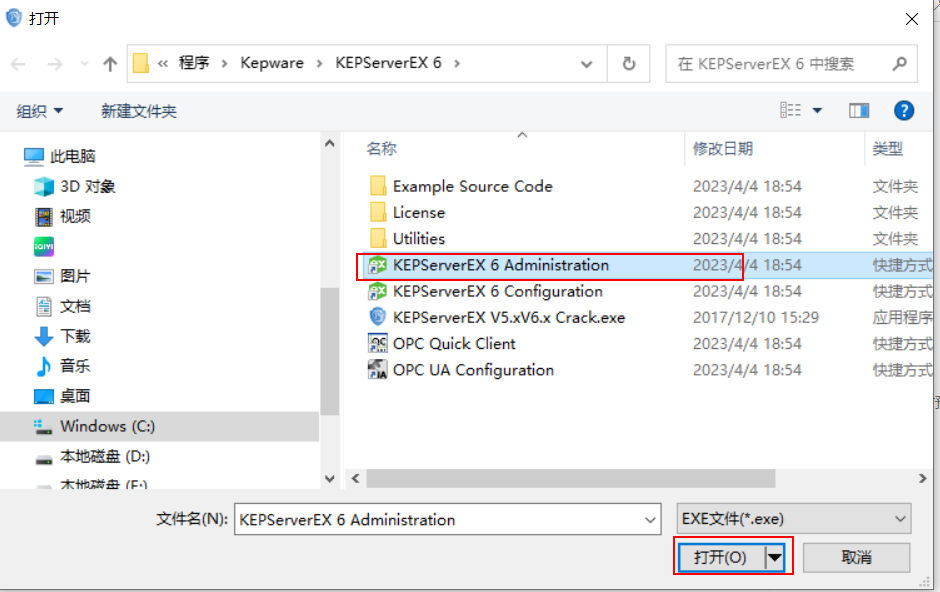 打开
« 程序 › Kepware › KEPServerEX 6 ›
在 KEPServerEX 6 中搜索
组织 新建文件夹
此电脑
3D 对象
视频
图片
文档
下载
音乐
桌面
Windows (C:)
本地磁盘 (D:)
本地磁盘 (E:)
名称 修改日期 类型
Example Source Code 2023/4/4 18:54 文件夹
License 2023/4/4 18:54 文件夹
Utilities 2023/4/4 18:54 文件夹
KEPServerEX 6 Administration 2023/4/4 18:54 快捷方式
KEPServerEX 6 Configuration 2023/4/4 18:54 快捷方式
KEPServerEX V5.xV6.x Crack.exe 2017/12/10 15:29 应用程序
OPC Quick Client 2023/4/4 18:54 快捷方式
OPC UA Configuration 2023/4/4 18:54 快捷方式
文件名(N): KEPServerEX 6 Administration EXE文件(*.exe)
打开(O) 取消